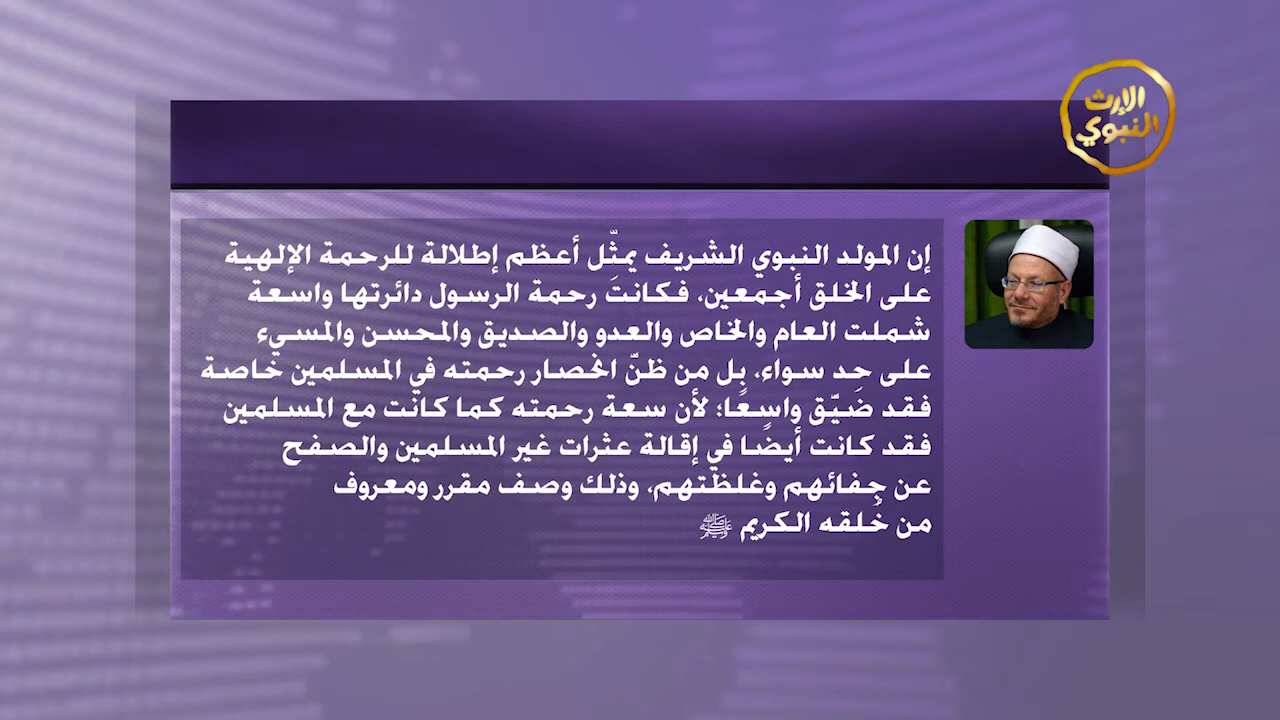 الإرث
النبوي
إن المولد النبوي الشريف يمثّل أعظم إطلالة للرحمة الإلهية
على الخلق أجمعين، فكانت رحمة الرسول دائرتها واسعة
شملت العام والخاص والعدو والصديق والمحسن والمسيء
على حد سواء، بل من ظنّ انحصار رحمته في المسلمين خاصة
فقد ضَيّق واسعًا؛ لأن سعة رحمته كما كانت مع المسلمين
فقد كانت أيضًا في إقالة عثرات غير المسلمين والصفح
عن جفائهم وغلظتهم، وذلك وصف مقرر ومعروف
من خُلقه الكريم ﷺ